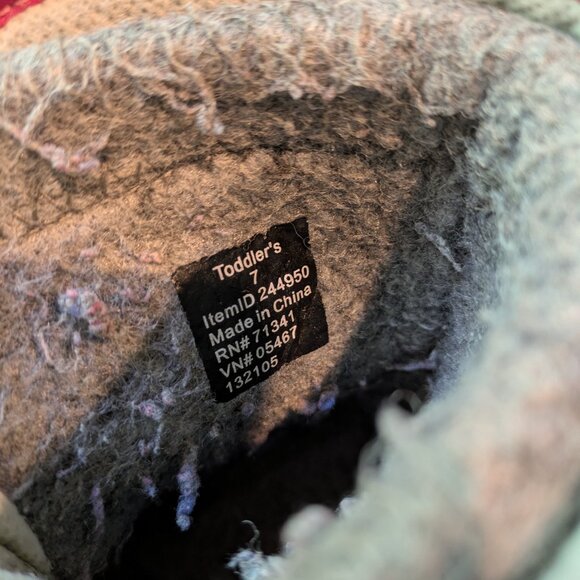 Toddler's
7
ItemID 244950
Made in China
RN# 71341
VN# 05467
132105